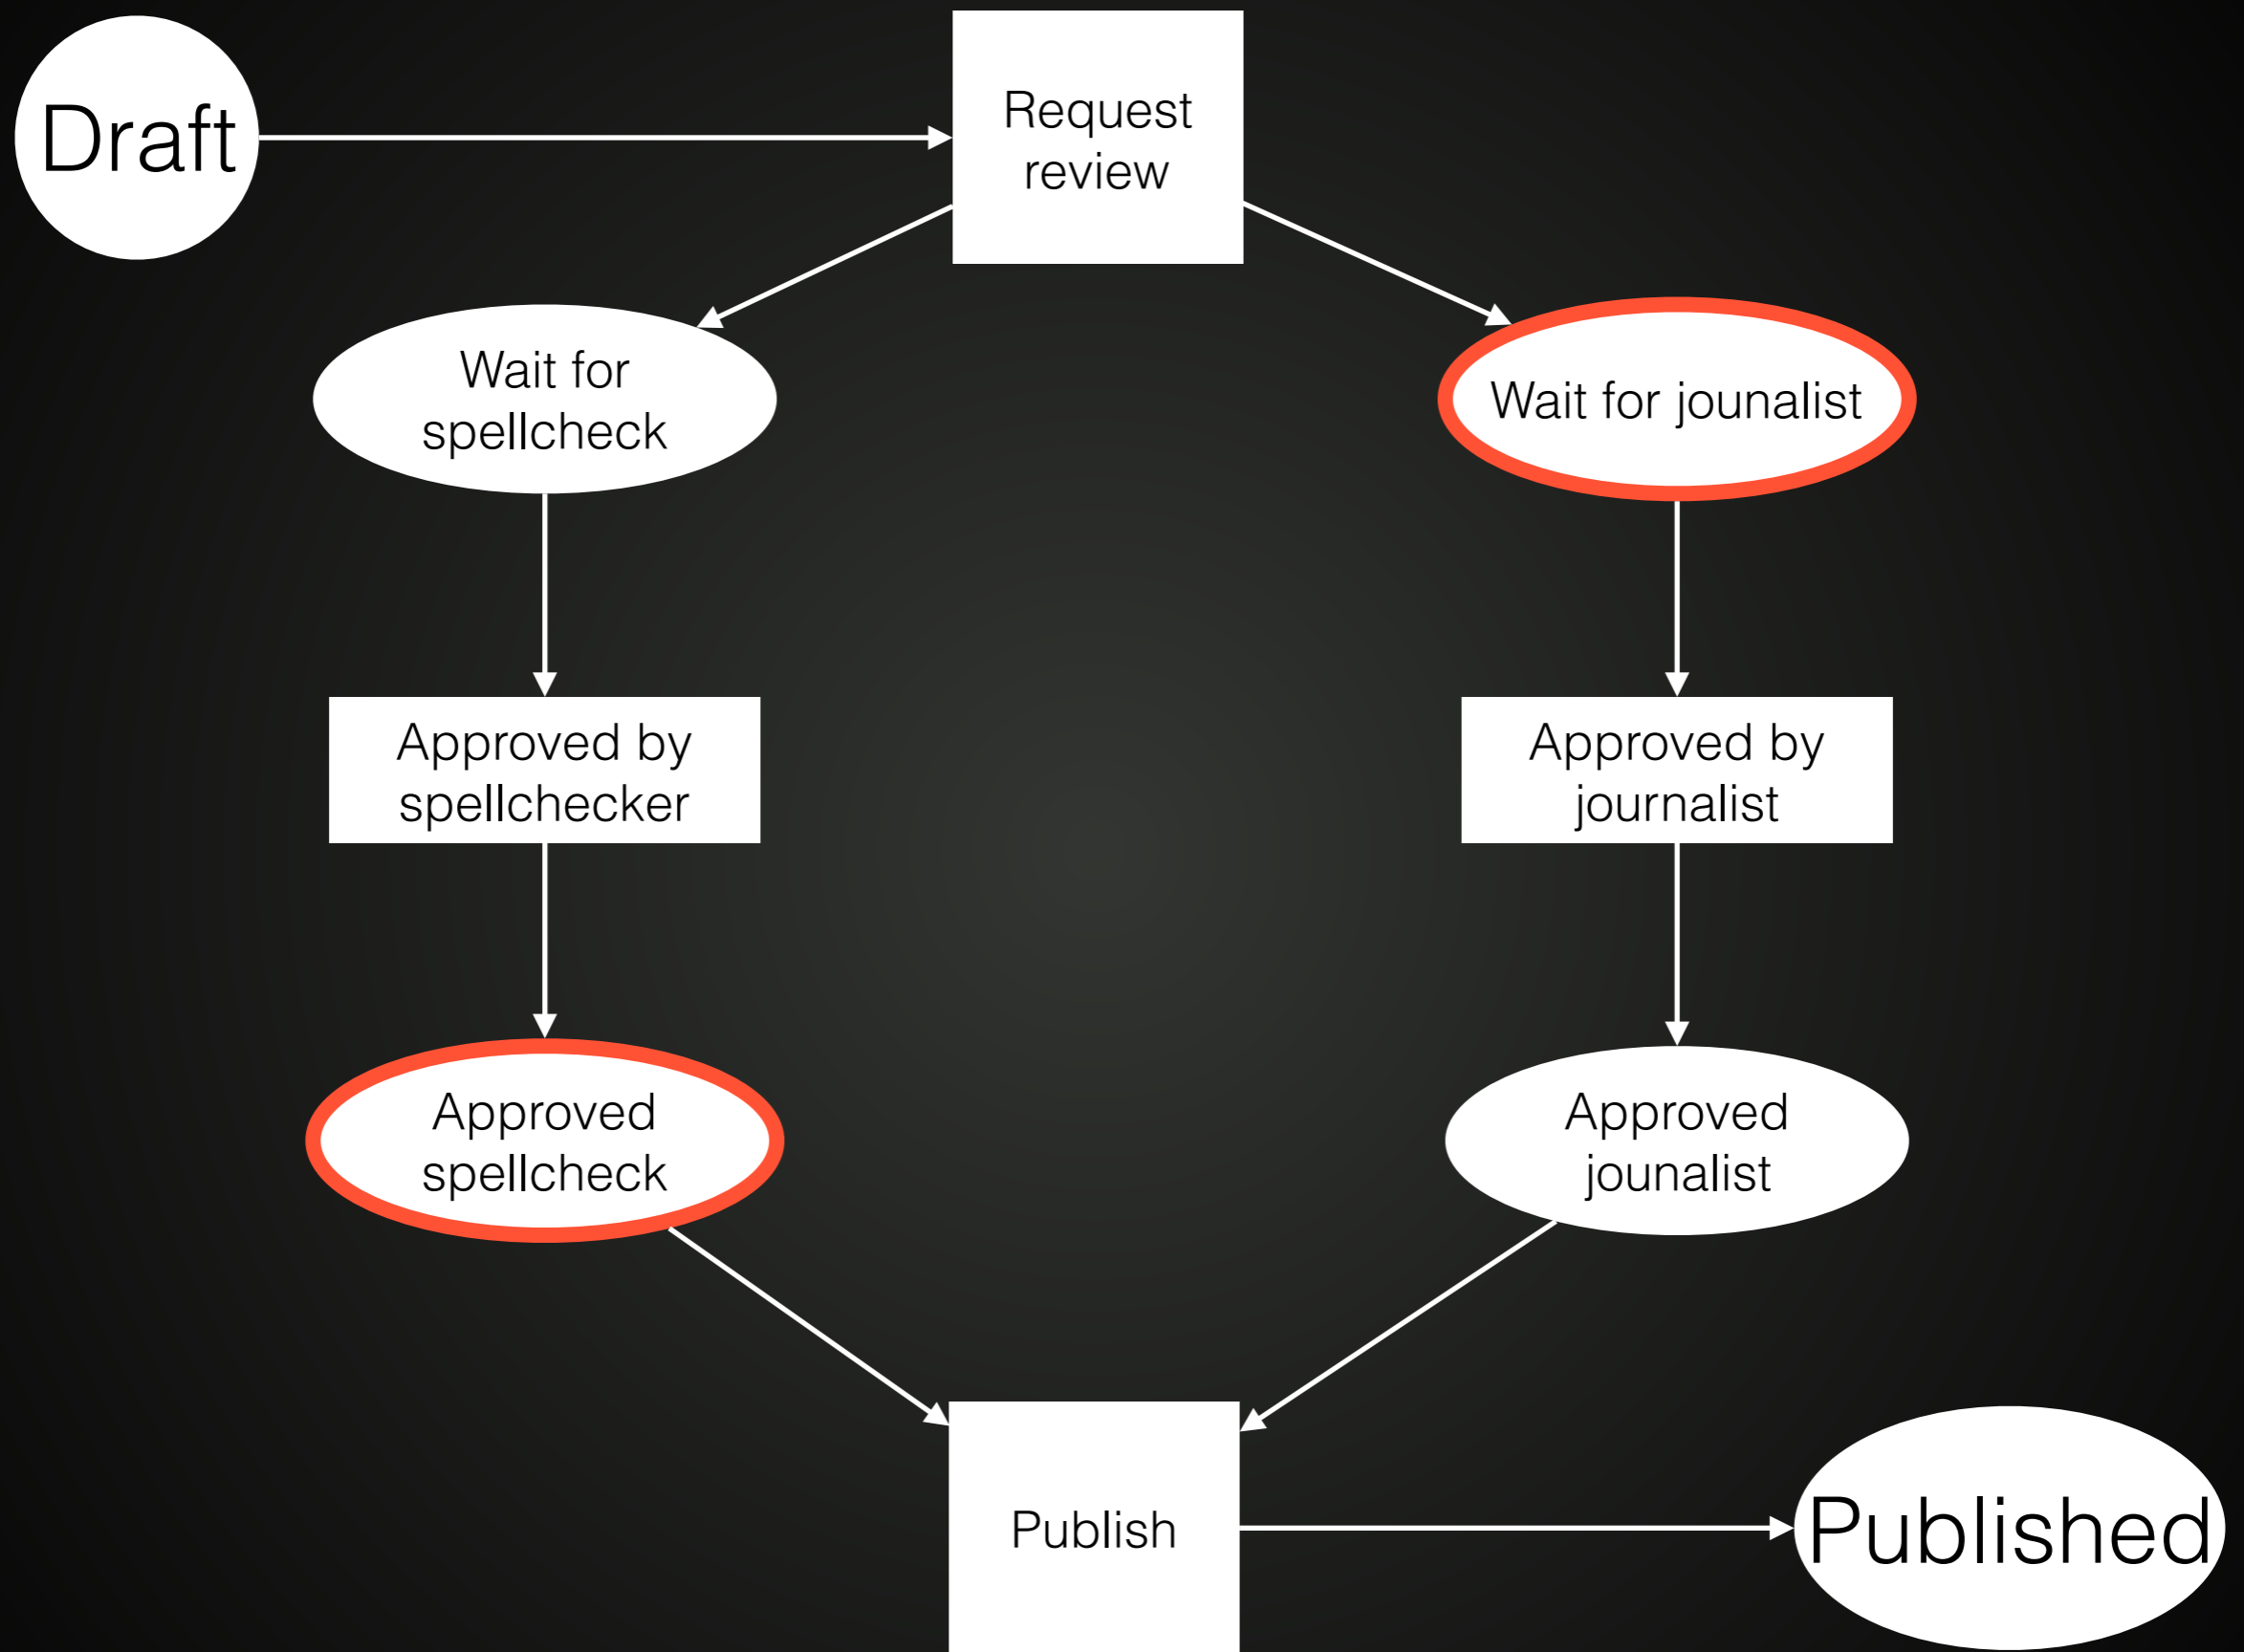 Draft
Request
review
Wait for
spellcheck
Wait for jounalist
Approved by
spellchecker
Approved by
journalist
Approved
spellcheck
Approved
jounalist
Publish
Published